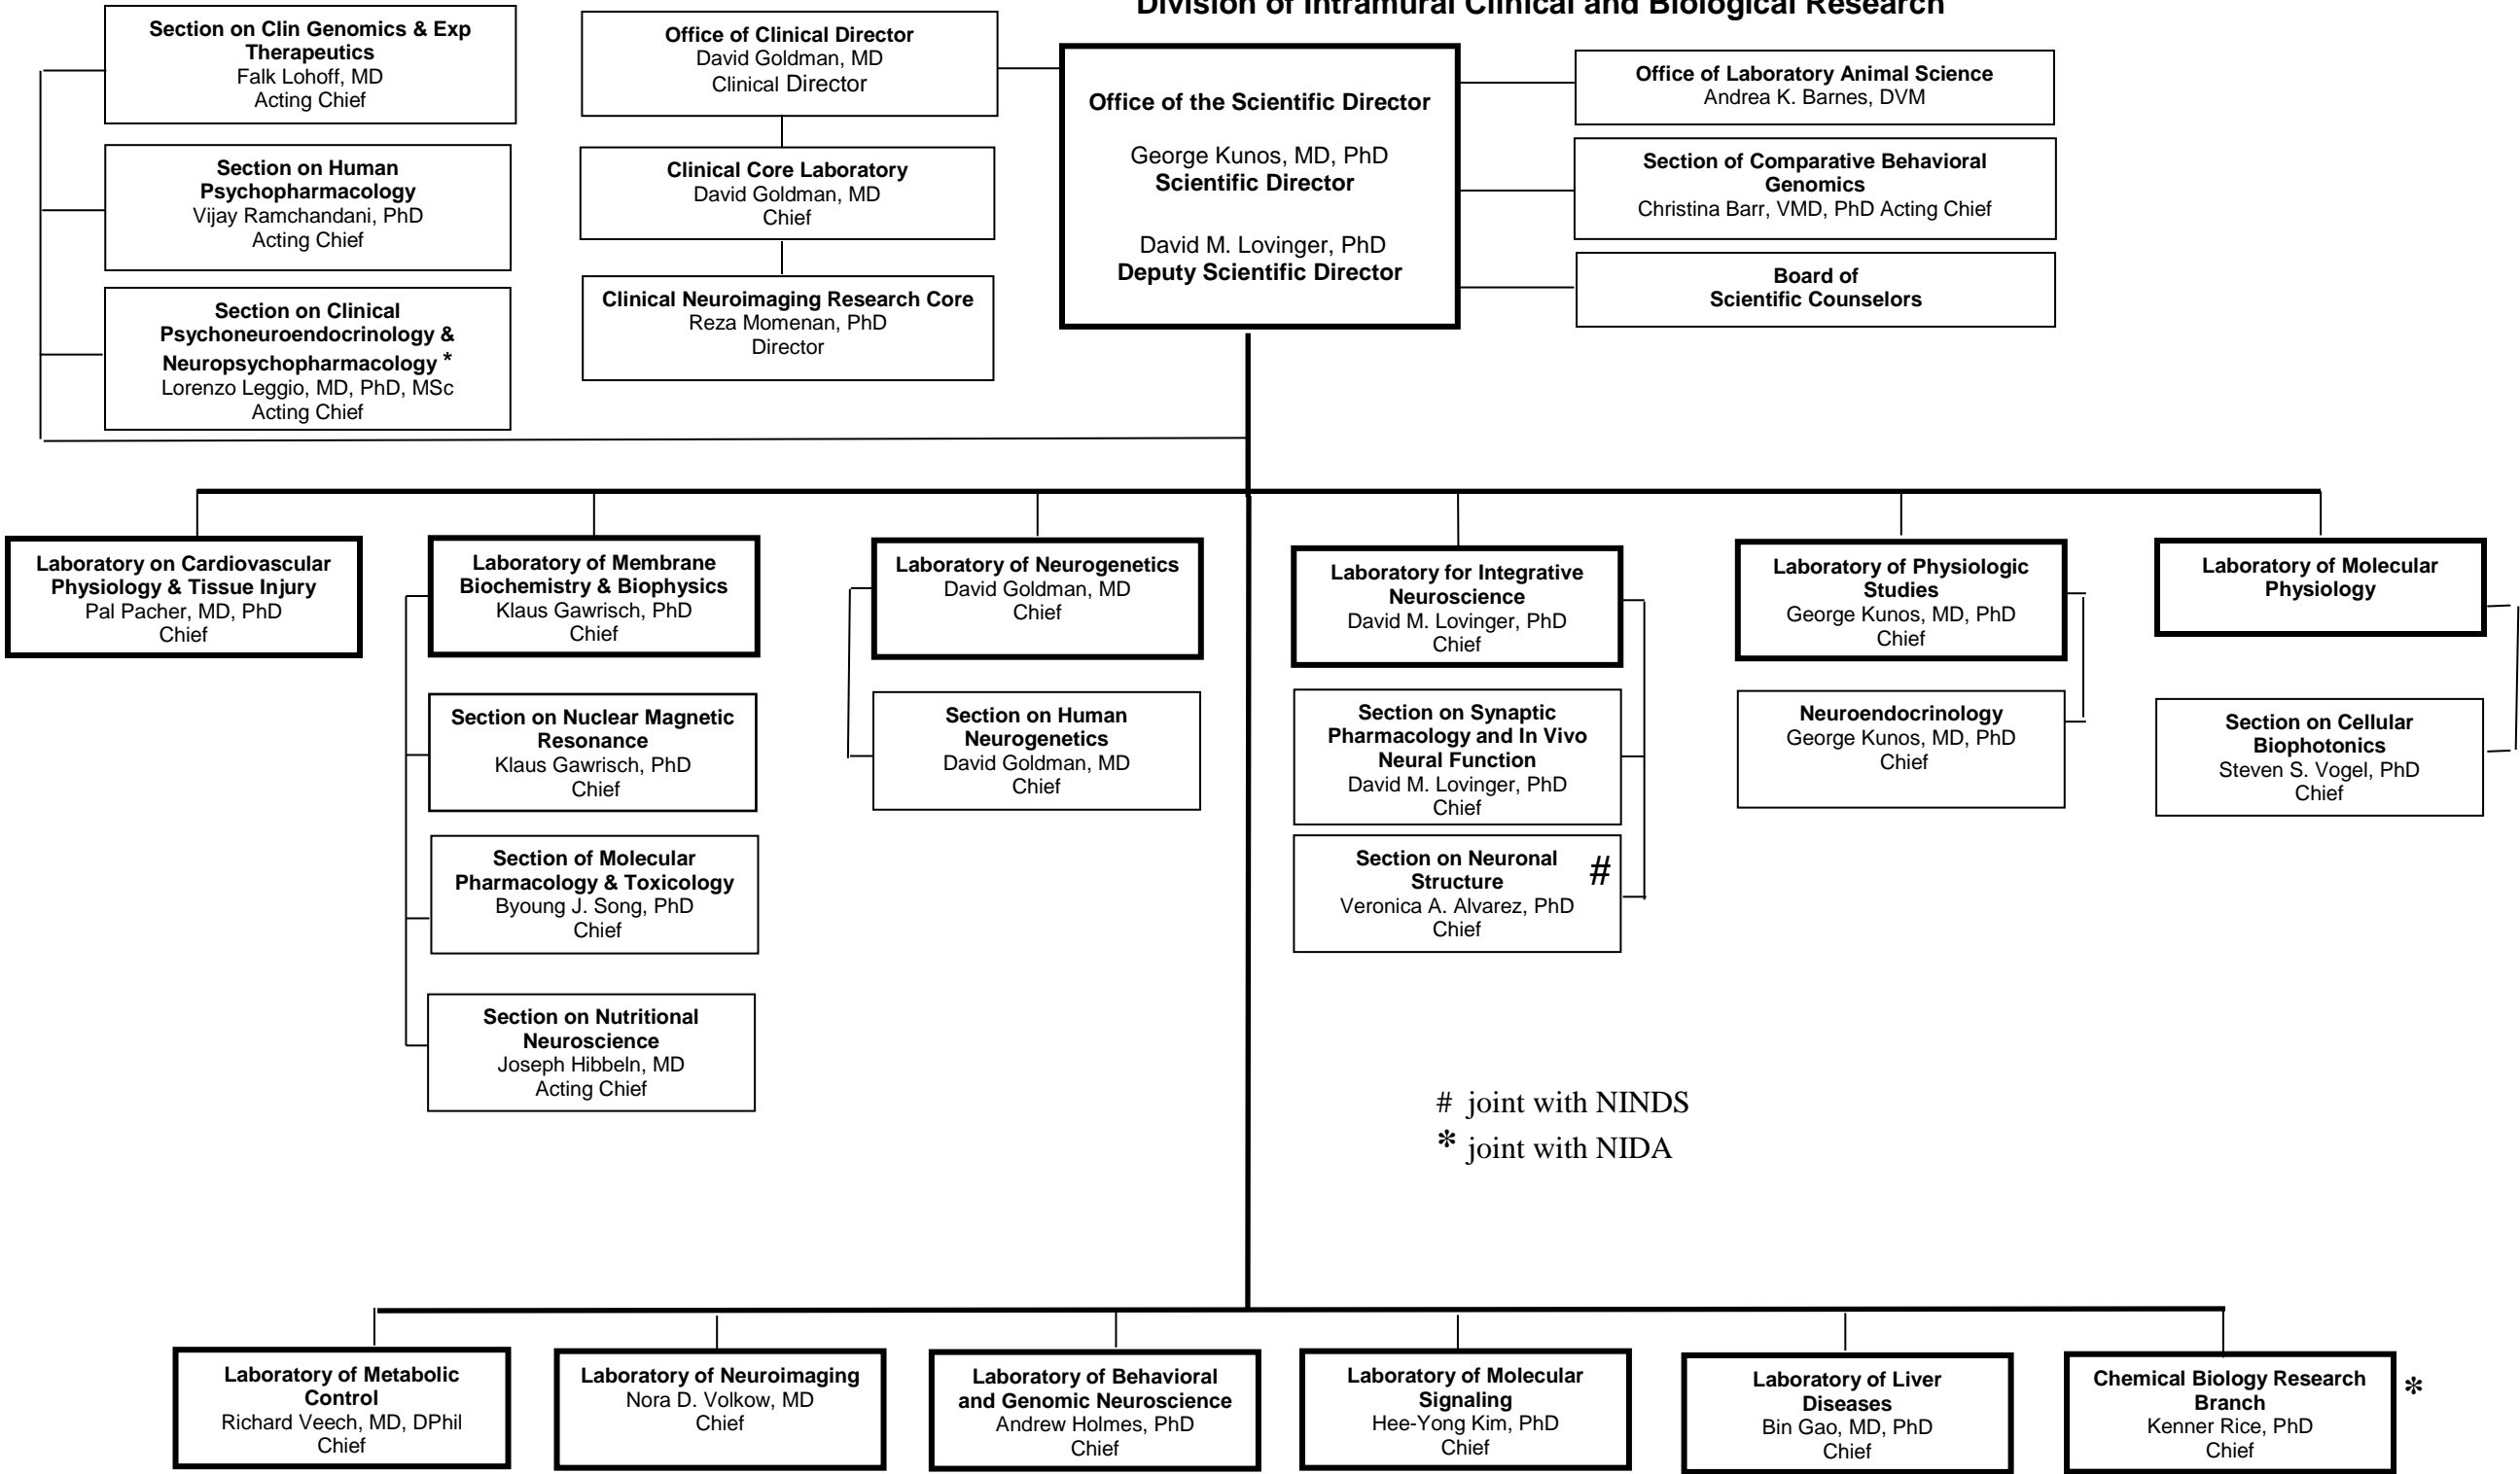 Division of Intramural Clinical and Biological Research
Section on Clin Genomics & Exp
Therapeutics
Falk Lohoff, MD
Acting Chief
Section on Human
Psychopharmacology
Vijay Ramchandani, PhD
Acting Chief
Section on Clinical
Psychoneuroendocrinology &
Neuropsychopharmacology *
Lorenzo Leggio, MD, PhD, MSc
Acting Chief
Office of Clinical Director
David Goldman, MD
Clinical Director
Clinical Core Laboratory
David Goldman, MD
Chief
Clinical Neuroimaging Research Core
Reza Momenan, PhD
Director
Office of the Scientific Director
George Kunos, MD, PhD
Scientific Director
David M. Lovinger, PhD
Deputy Scientific Director
Office of Laboratory Animal Science
Andrea K. Barnes, DVM
Section of Comparative Behavioral
Genomics
Christina Barr, VMD, PhD Acting Chief
Board of
Scientific Counselors
Laboratory on Cardiovascular
Physiology & Tissue Injury
Pal Pacher, MD, PhD
Chief
Laboratory of Membrane
Biochemistry & Biophysics
Klaus Gawrisch, PhD
Chief
Section on Nuclear Magnetic
Resonance
Klaus Gawrisch, PhD
Chief
Section of Molecular
Pharmacology & Toxicology
Byoung J. Song, PhD
Chief
Section on Nutritional
Neuroscience
Joseph Hibbeln, MD
Acting Chief
Laboratory of Neurogenetics
David Goldman, MD
Chief
Section on Human
Neurogenetics
David Goldman, MD
Chief
Laboratory for Integrative
Neuroscience
David M. Lovinger, PhD
Chief
Section on Synaptic
Pharmacology and In Vivo
Neural Function
David M. Lovinger, PhD
Chief
Section on Neuronal
Structure #
Veronica A. Alvarez, PhD
Chief
Laboratory of Physiologic
Studies
George Kunos, MD, PhD
Chief
Neuroendocrinology
George Kunos, MD, PhD
Chief
Laboratory of Molecular
Physiology
Section on Cellular
Biophotonics
Steven S. Vogel, PhD
Chief
# joint with NINDS
* joint with NIDA
Laboratory of Metabolic
Control
Richard Veech, MD, DPhil
Chief
Laboratory of Neuroimaging
Nora D. Volkow, MD
Chief
Laboratory of Behavioral
and Genomic Neuroscience
Andrew Holmes, PhD
Chief
Laboratory of Molecular
Signaling
Hee-Yong Kim, PhD
Chief
Laboratory of Liver
Diseases
Bin Gao, MD, PhD
Chief
Chemical Biology Research
Branch *
Kenner Rice, PhD
Chief